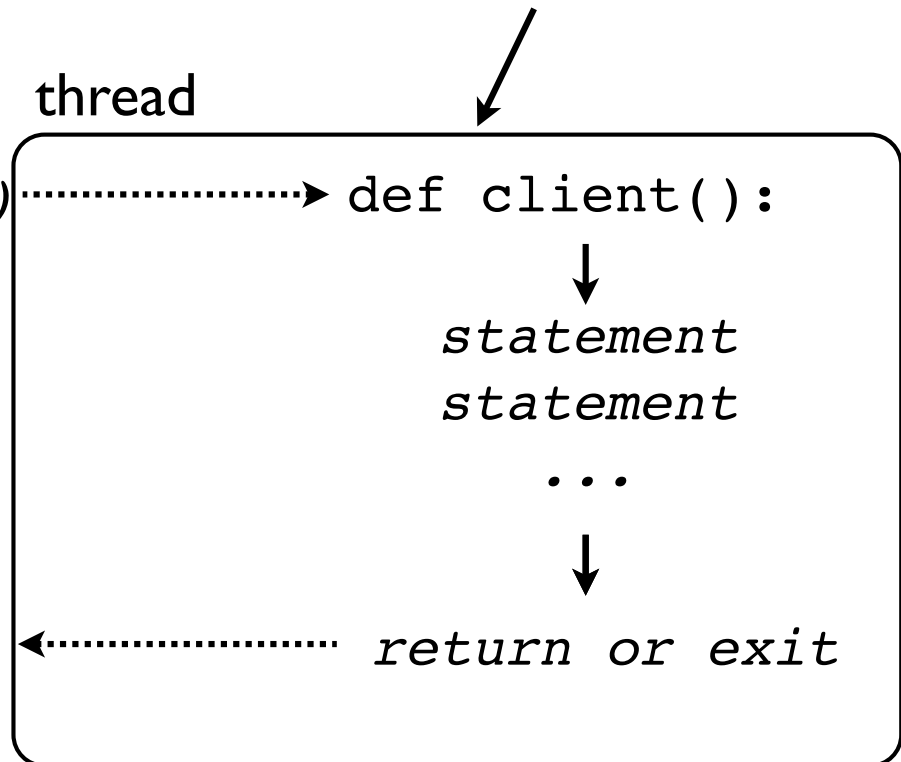 thread
) def client():
statement
statement
...
return or exit